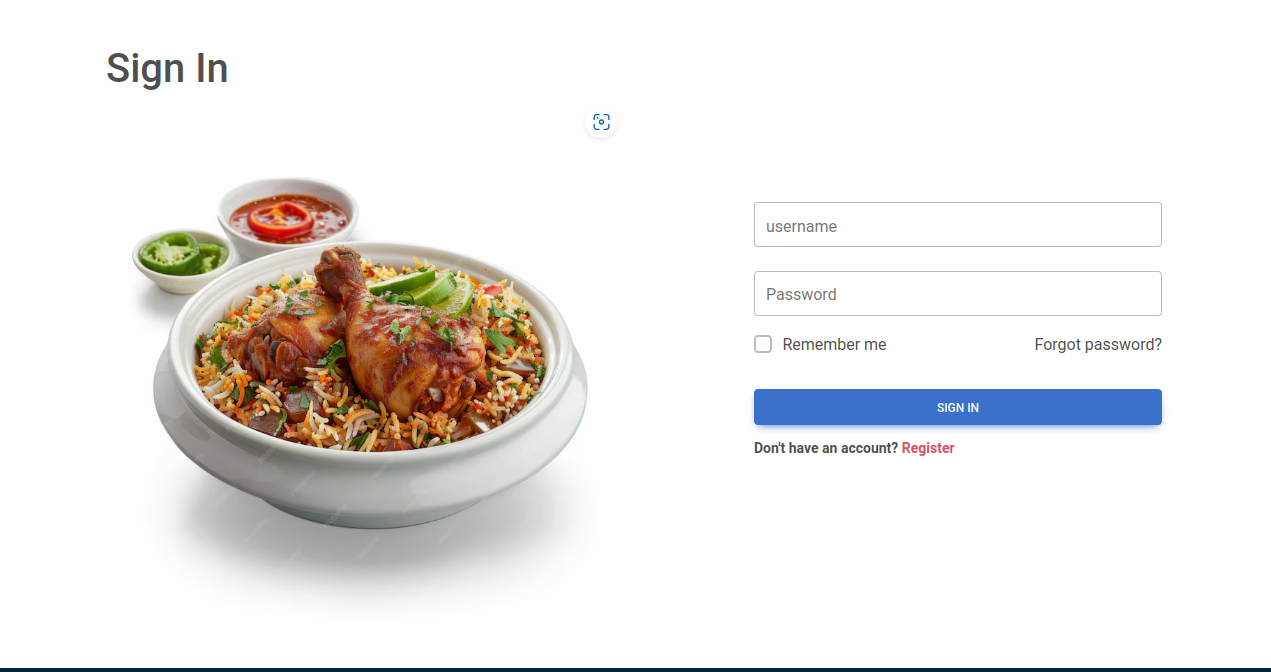 Sign In
username
Password
Remember me
Forgot password?
SIGN IN
Don't have an account? Register